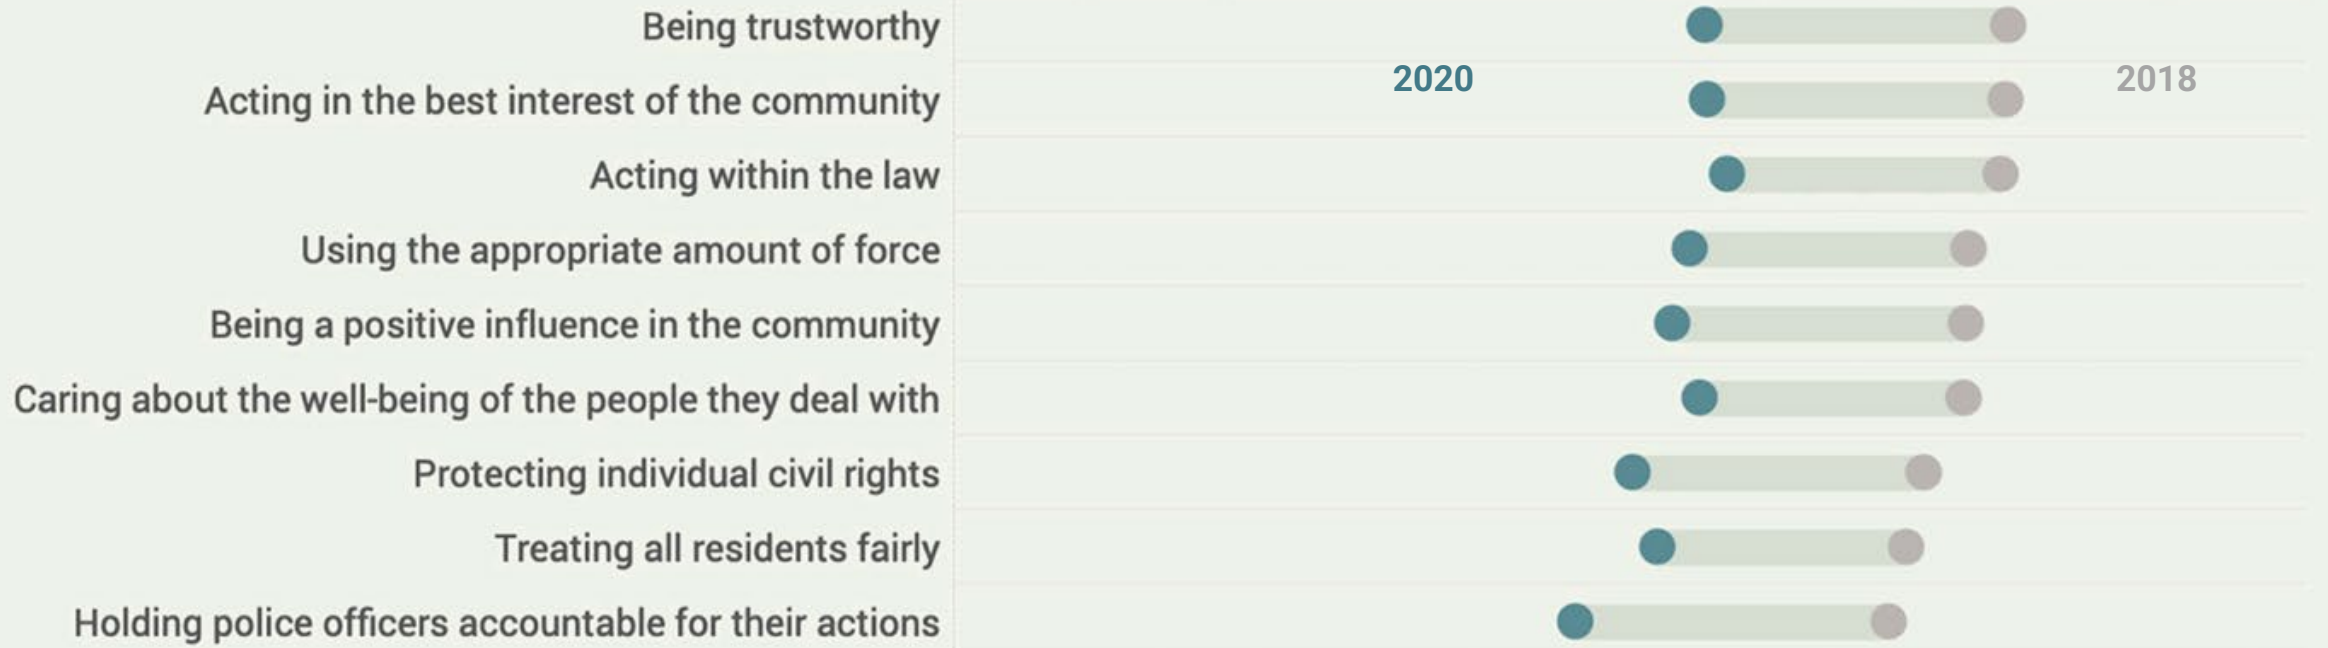 Being trustworthy
2020
2018
Acting in the best interest of the community
Acting within the law
Using the appropriate amount of force
Being a positive influence in the community
Caring about the well-being of the people they deal with
Protecting individual civil rights
Treating all residents fairly
Holding police officers accountable for their actions